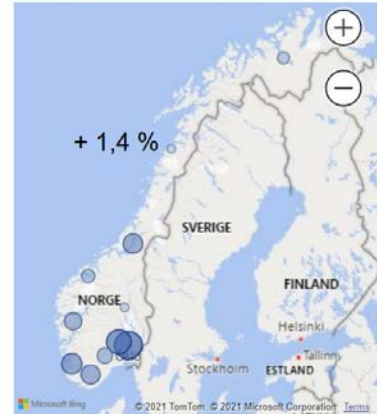 + 1,4 %
SVERIGE
FINLAND
NORGE
Helsinki
Tallinn
Stockholm
ESTLAND
Microsoft Bing
© 2021 TomTom, © 2021 Microsoft Corporation Terms